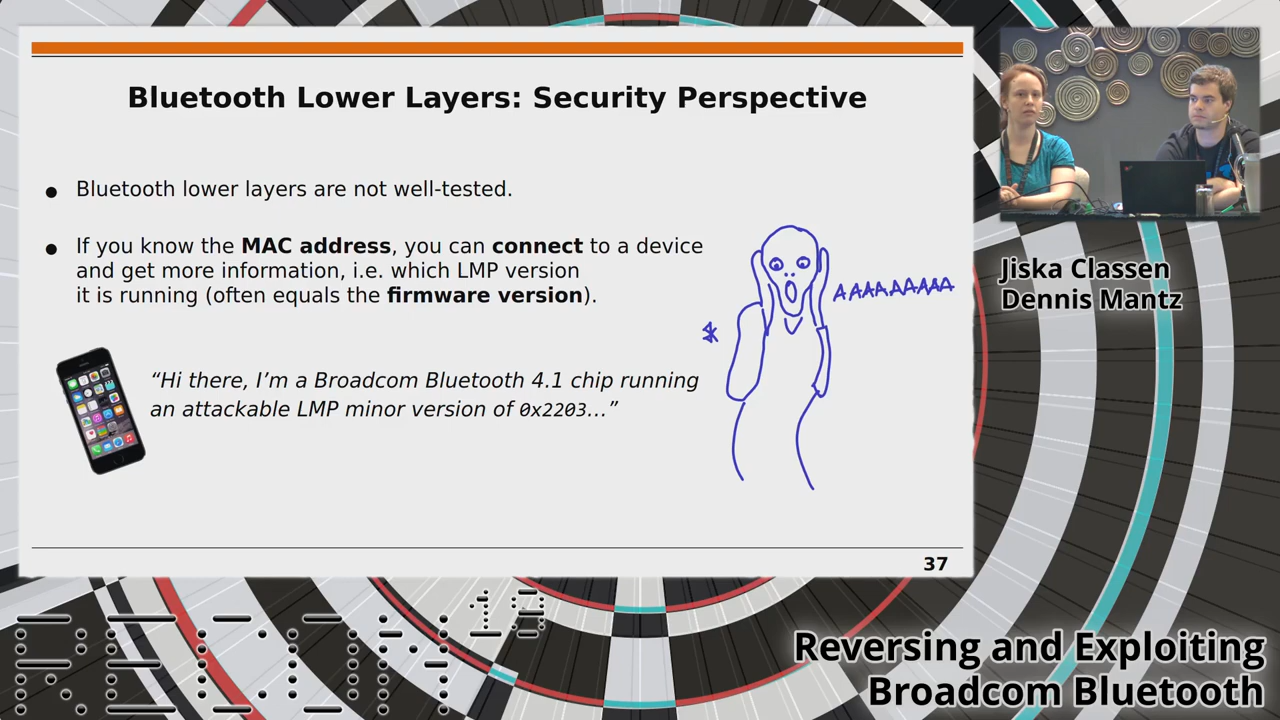 Bluetooth Lower Layers: Security Perspective
● Bluetooth lower layers are not well-tested.
● If you know the MAC address, you can connect to a device
and get more information, i.e. which LMP version
it is running (often equals the firmware version).
“Hi there, I’m a Broadcom Bluetooth 4.1 chip running
an attackable LMP minor version of 0x2203…”
AAAAAAAAA
37
Jiska Classen
Dennis Mantz
RECON 18
Reversing and Exploiting
Broadcom Bluetooth